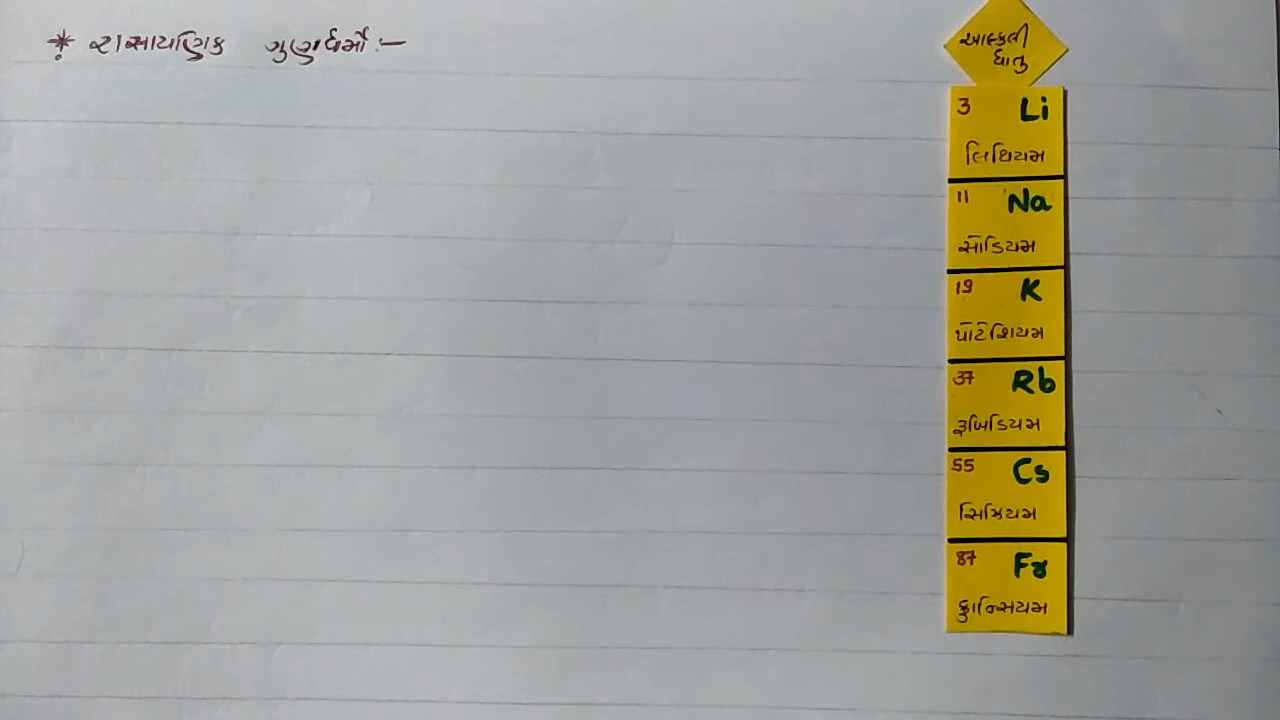 * રાસાયણિક ગુણધર્મો :-
આલ્કલી
ધાતુ
3 Li
લિથિયમ
11 Na
સોડિયમ
19 K
પોટેશિયમ
37 Rb
રૂબિડિયમ
55 Cs
સિઝિયમ
87 Fr
ફ્રાન્સિયમ